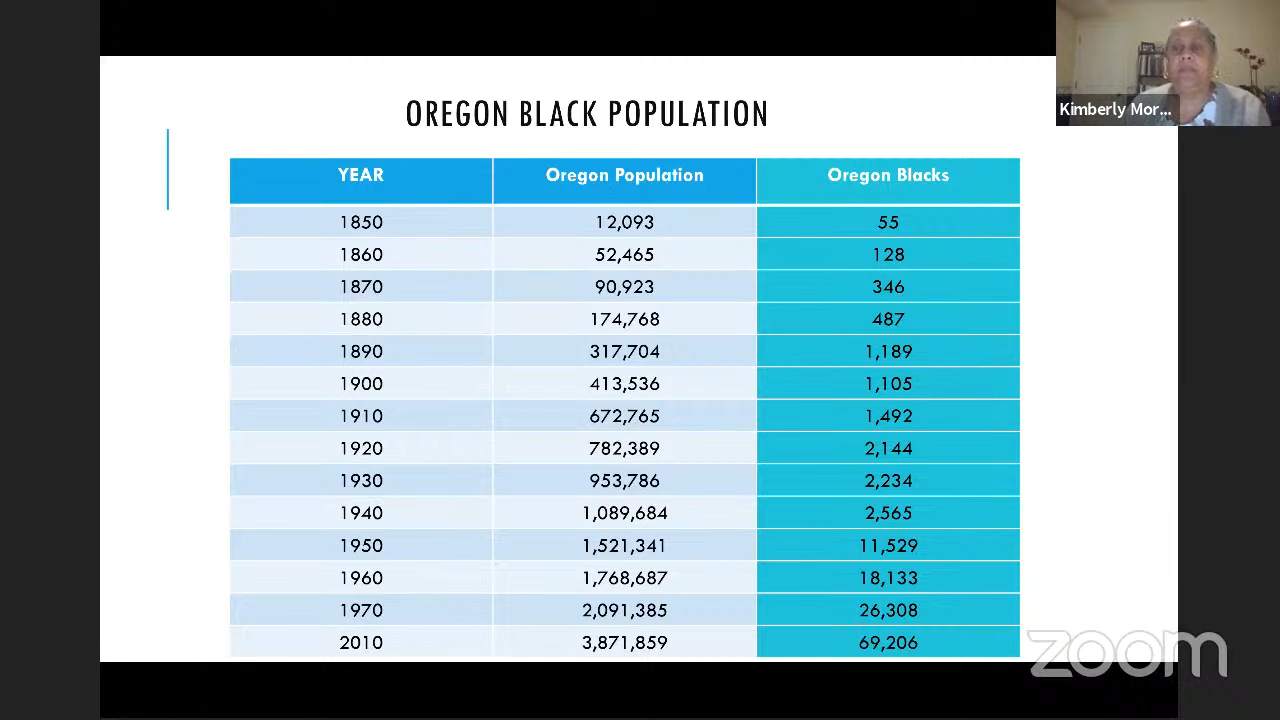 Kimberly Mor...
OREGON BLACK POPULATION
YEAR Oregon Population Oregon Blacks
1850 12,093 55
1860 52,465 128
1870 90,923 346
1880 174,768 487
1890 317,704 1,189
1900 413,536 1,105
1910 672,765 1,492
1920 782,389 2,144
1930 953,786 2,234
1940 1,089,684 2,565
1950 1,521,341 11,529
1960 1,768,687 18,133
1970 2,091,385 26,308
2010 3,871,859 69,206
zoom